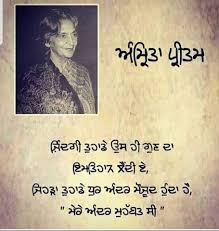 ਅੰਮ੍ਰਿਤਾ ਪ੍ਰੀਤਮ
ਜ਼ਿੰਦਗੀ ਤੁਹਾਡੇ ਉਸ ਹੀ ਗੁਣ ਦਾ
ਇਮਤਿਹਾਨ ਲੈਂਦੀ ਏ,
ਜਿਹੜਾ ਤੁਹਾਡੇ ਧੁਰ ਅੰਦਰ ਮੌਜੂਦ ਹੁੰਦਾ ਹੈ,
" ਮੇਰੇ ਅੰਦਰ ਮੁਹੱਬਤ ਸੀ "